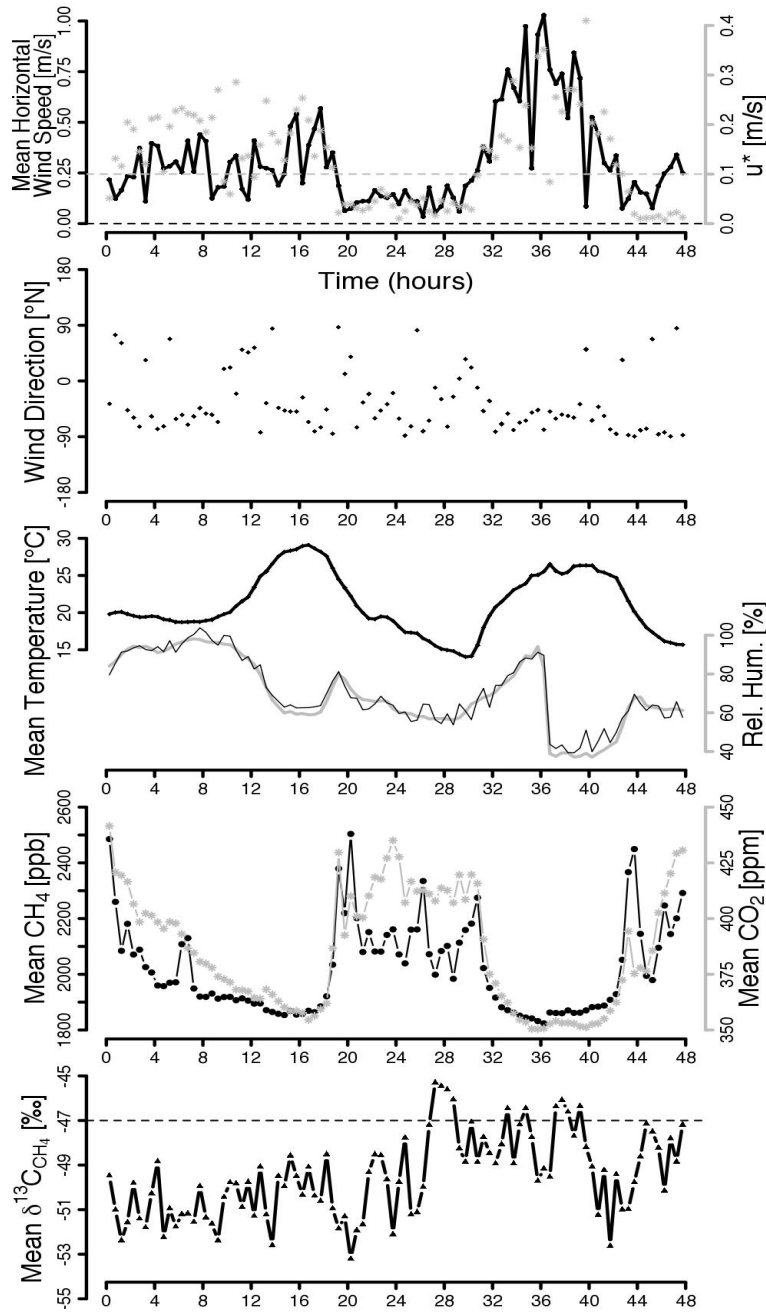 Mean Horizontal
Wind Speed [m/s]
0.00 0.25 0.50 0.75 1.00
u* [m/s]
0.0 0.1 0.2 0.3 0.4
0 4 8 12 16 20 24 28 32 36 40 44 48
Time (hours)
Wind Direction [°N]
-180 -90 0 90 180
0 4 8 12 16 20 24 28 32 36 40 44 48
Mean Temperature [°C]
15 20 25 30
Rel. Hum. [%]
40 60 80 100
0 4 8 12 16 20 24 28 32 36 40 44 48
Mean CH4 [ppb]
1800 2000 2200 2400 2600
Mean CO2 [ppm]
350 375 400 425 450
0 4 8 12 16 20 24 28 32 36 40 44 48
Mean δ13CCH4 [‰]
-55 -53 -51 -49 -47 -45
0 4 8 12 16 20 24 28 32 36 40 44 48